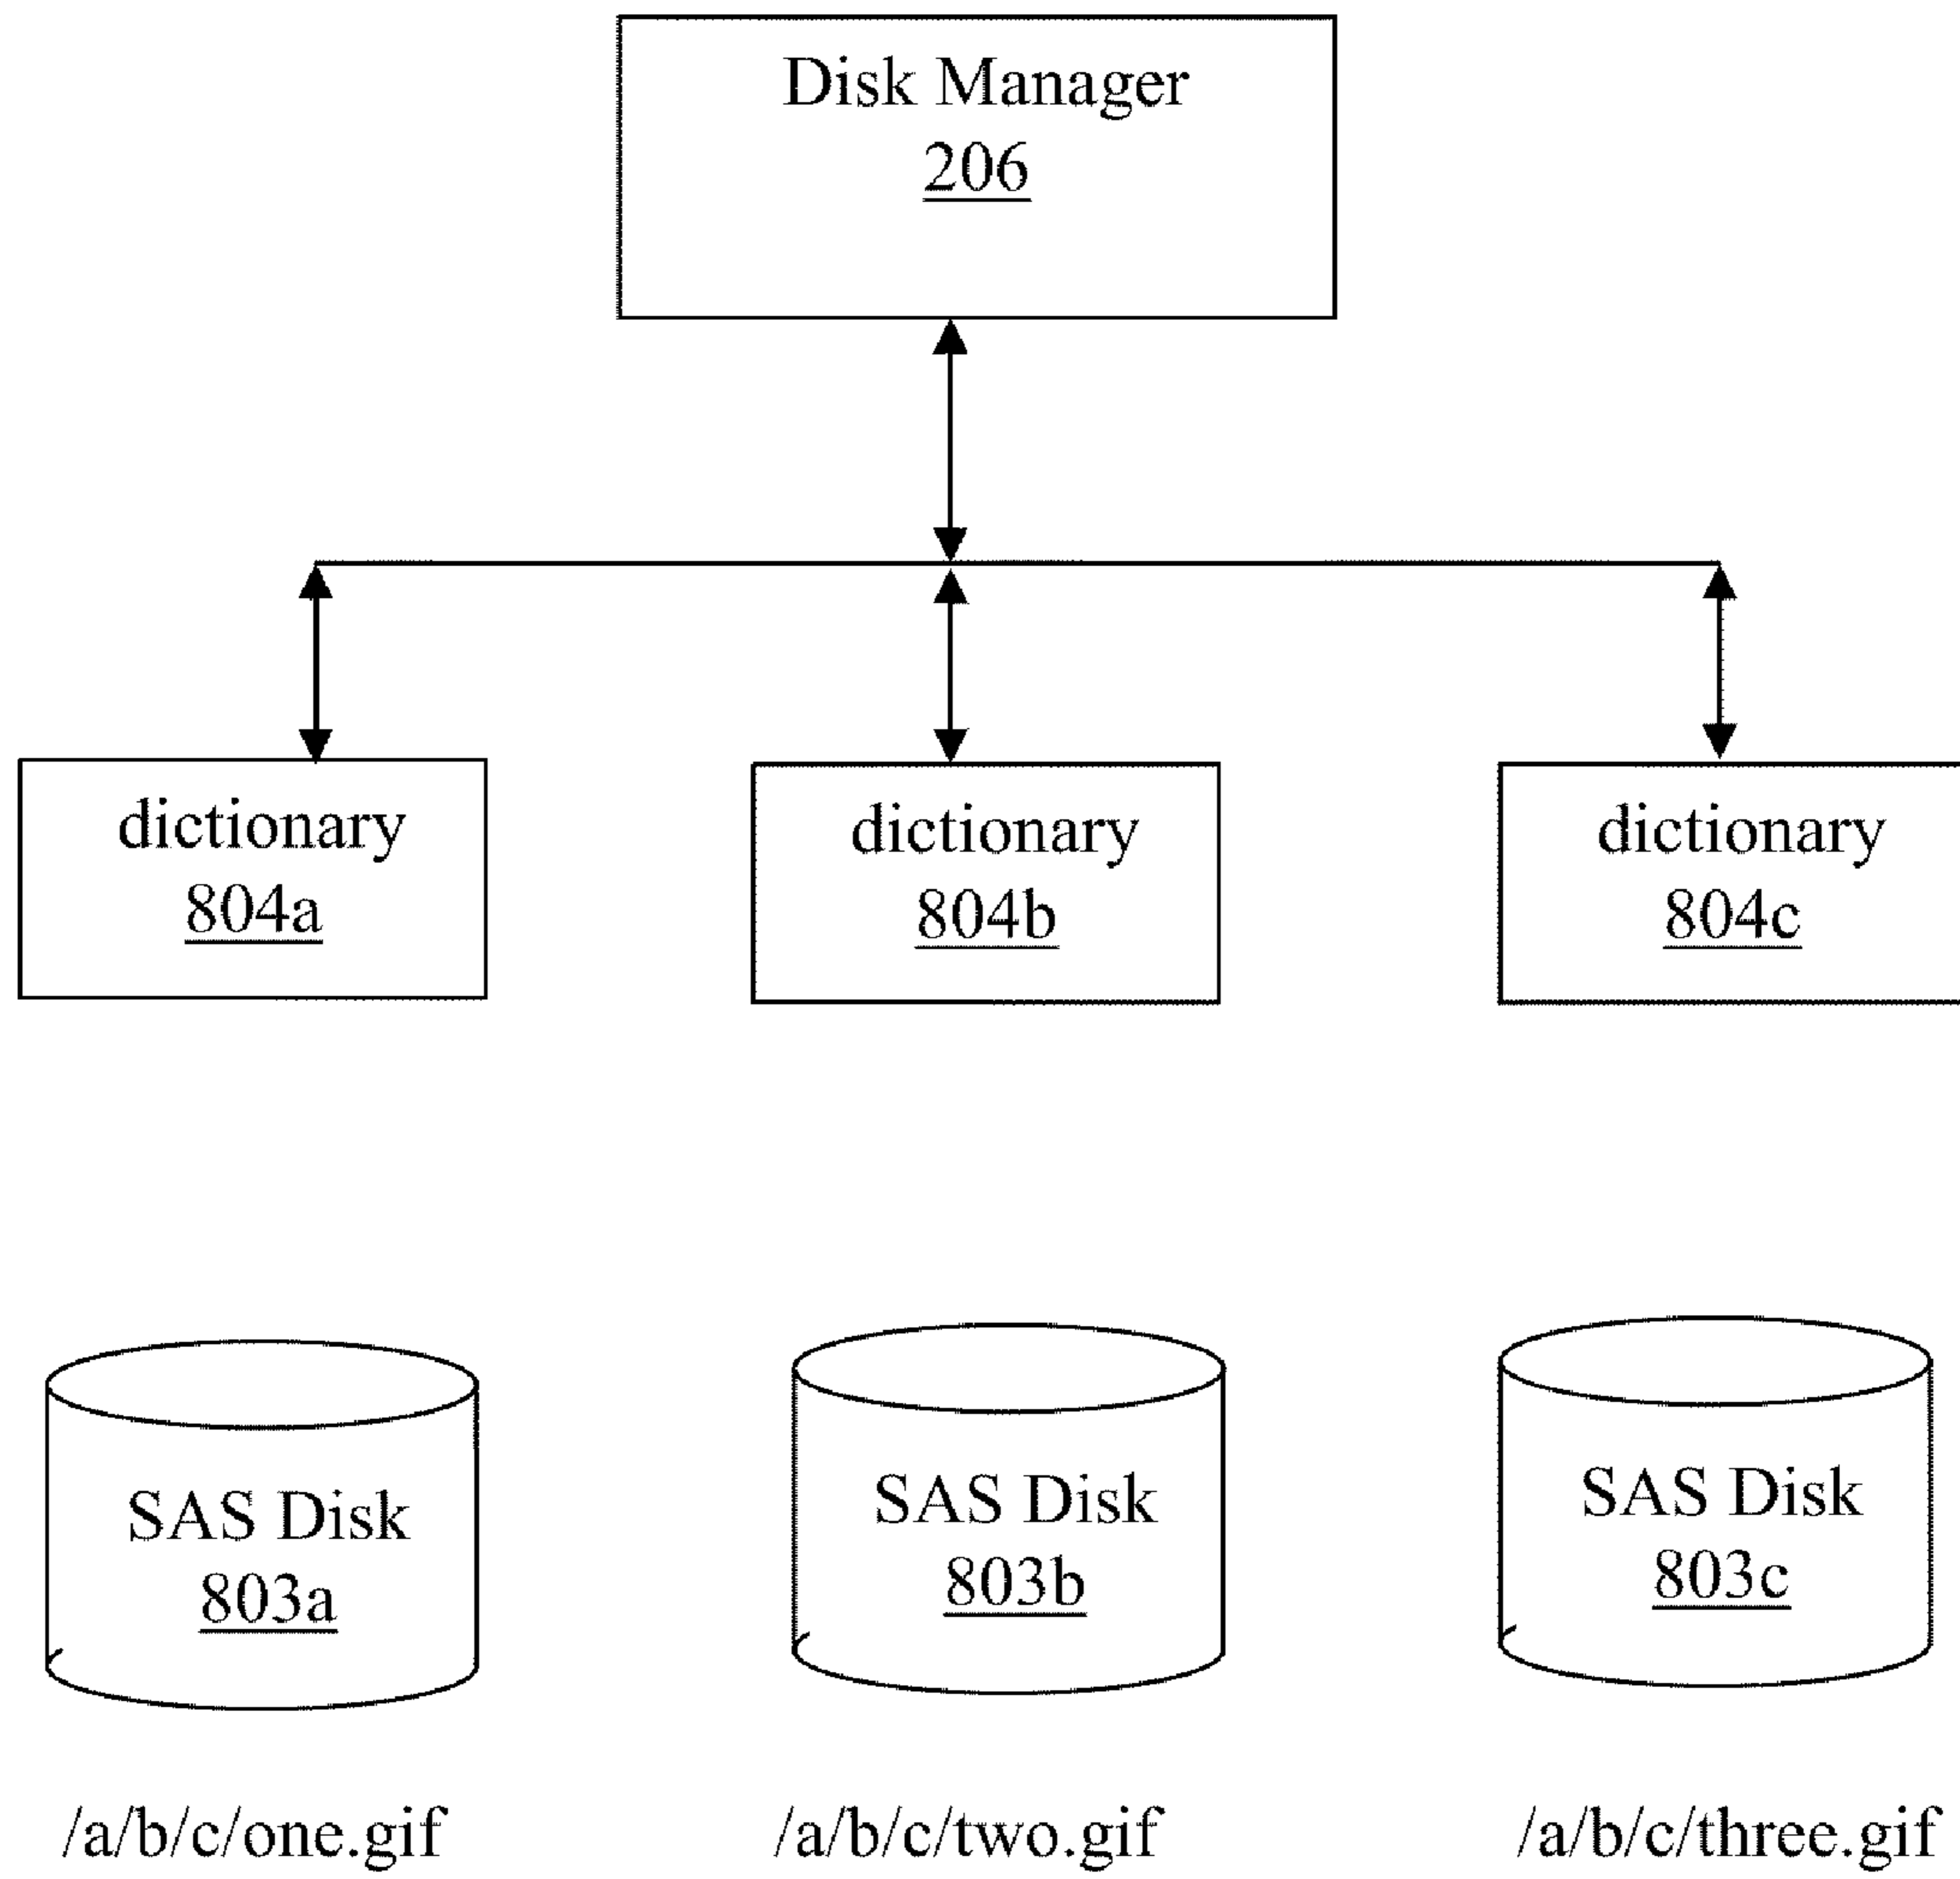 Disk Manager
206
dictionary
804a
dictionary
804b
dictionary
804c
SAS Disk
803a
SAS Disk
803b
SAS Disk
803c
/a/b/c/one.gif
/a/b/c/two.gif
/a/b/c/three.gif